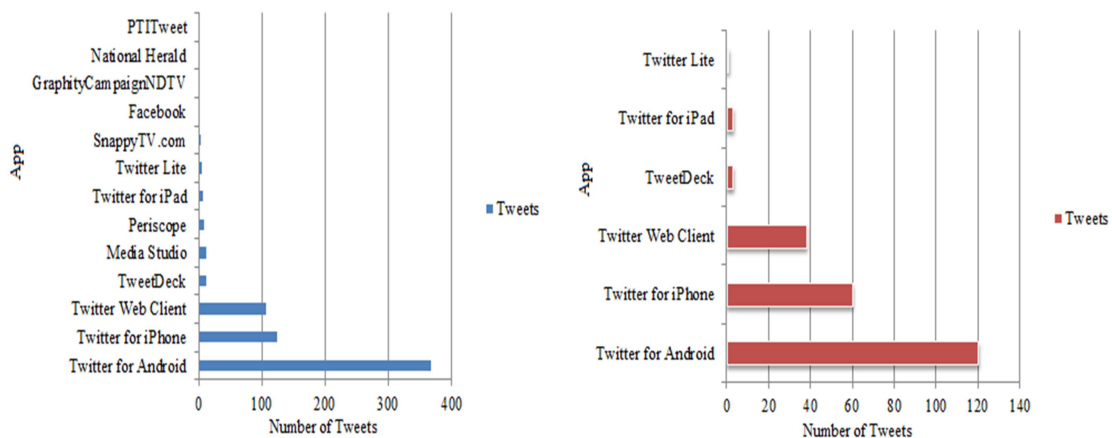 PTITweet
National Herald
GraphityCampaignNDTV
Facebook
SnappyTV.com
Twitter Lite
Twitter for iPad
Periscope
Media Studio
TweetDeck
Twitter Web Client
Twitter for iPhone
Twitter for Android
App
0 100 200 300 400
Number of Tweets
Tweets
Twitter Lite
Twitter for iPad
TweetDeck
Twitter Web Client
Twitter for iPhone
Twitter for Android
App
0 20 40 60 80 100 120 140
Number of Tweets
Tweets